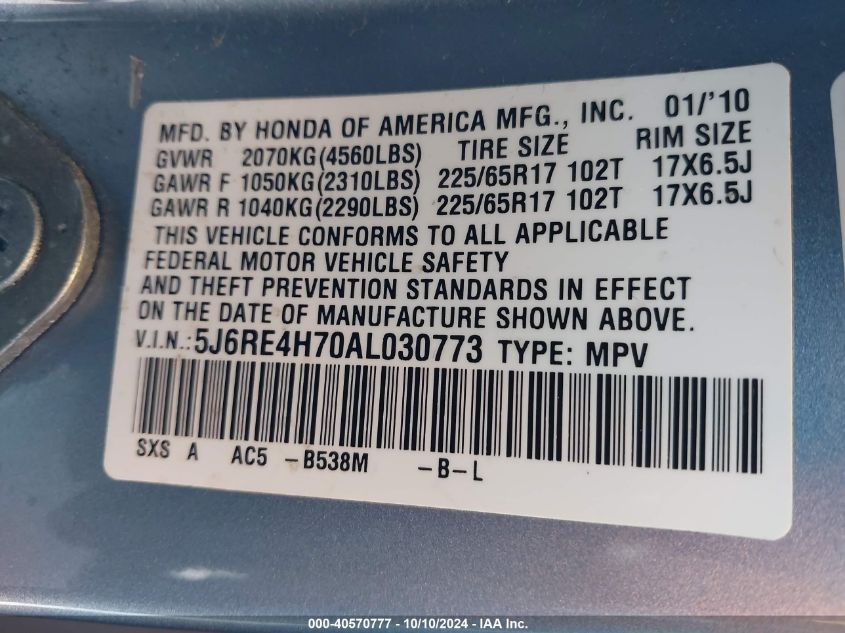 MFD. BY HONDA OF AMERICA MFG., INC. 01/'10
GVWR 2070KG(4560LBS) TIRE SIZE RIM SIZE
GAWR F 1050KG(2310LBS) 225/65R17 102T 17X6.5J
GAWR R 1040KG(2290LBS) 225/65R17 102T 17X6.5J
THIS VEHICLE CONFORMS TO ALL APPLICABLE
FEDERAL MOTOR VEHICLE SAFETY
AND THEFT PREVENTION STANDARDS IN EFFECT
ON THE DATE OF MANUFACTURE SHOWN ABOVE.
V.I.N.:5J6RE4H70AL030773 TYPE: MPV
SXS A AC5 -B538M -B-L
000-40570777 - 10/10/2024 - IAA Inc.